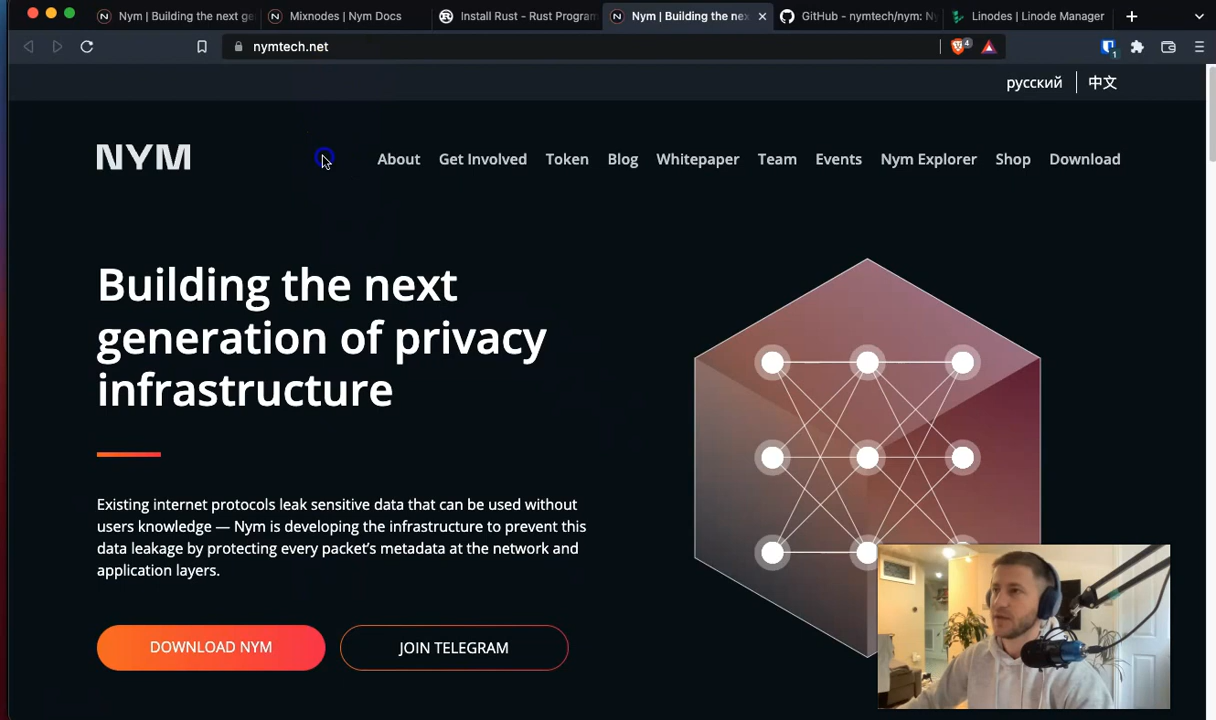 Nym | Building the next ge
Mixnodes | Nym Docs
Install Rust - Rust Program
Nym | Building the nex
GitHub - nymtech/nym: Ny
Linodes | Linode Manager
nymtech.net
4
1
русский
中文
NYM
About
Get Involved
Token
Blog
Whitepaper
Team
Events
Nym Explorer
Shop
Download
Building the next
generation of privacy
infrastructure
Existing internet protocols leak sensitive data that can be used without
users knowledge — Nym is developing the infrastructure to prevent this
data leakage by protecting every packet's metadata at the network and
application layers.
DOWNLOAD NYM
JOIN TELEGRAM